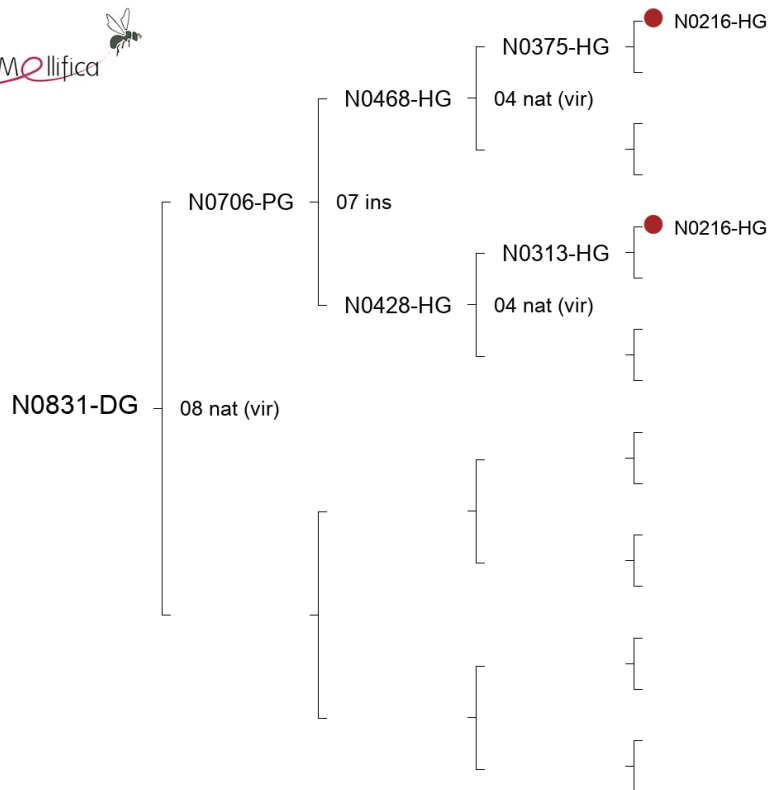 Mellifica
N0216-HG
N0375-HG
N0468-HG
04 nat (vir)
N0706-PG
07 ins
N0216-HG
N0313-HG
N0428-HG
04 nat (vir)
N0831-DG
08 nat (vir)